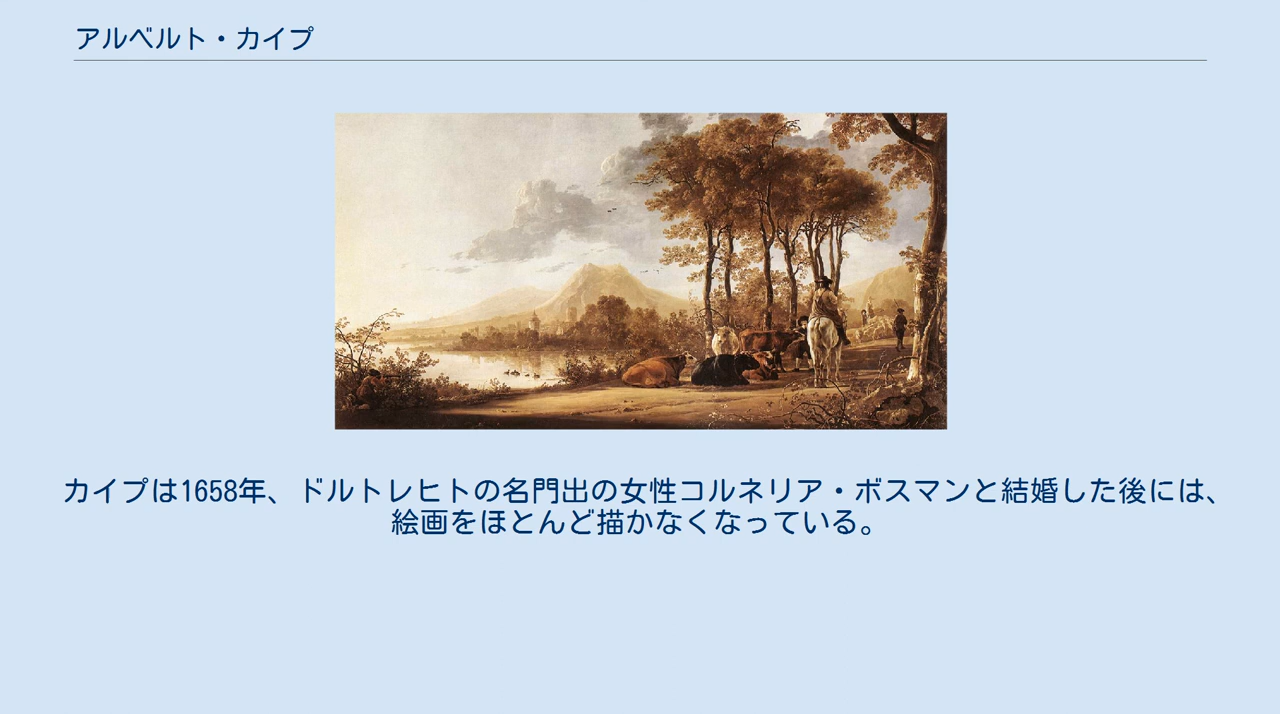 アルベルト・カイプ
カイプは1658年、ドルトレヒトの名門出の女性コルネリア・ボスマンと結婚した後には、
絵画をほとんど描かなくなっている。